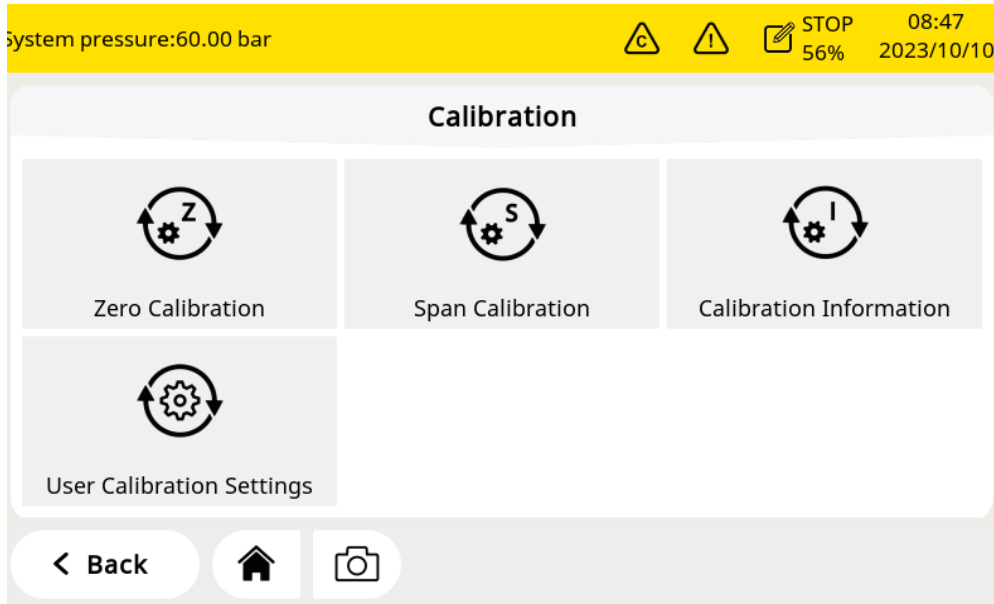 System pressure:60.00 bar
C
!
STOP
56%
08:47
2023/10/10
Calibration
Z
S
I
Zero Calibration
Span Calibration
Calibration Information
User Calibration Settings
< Back